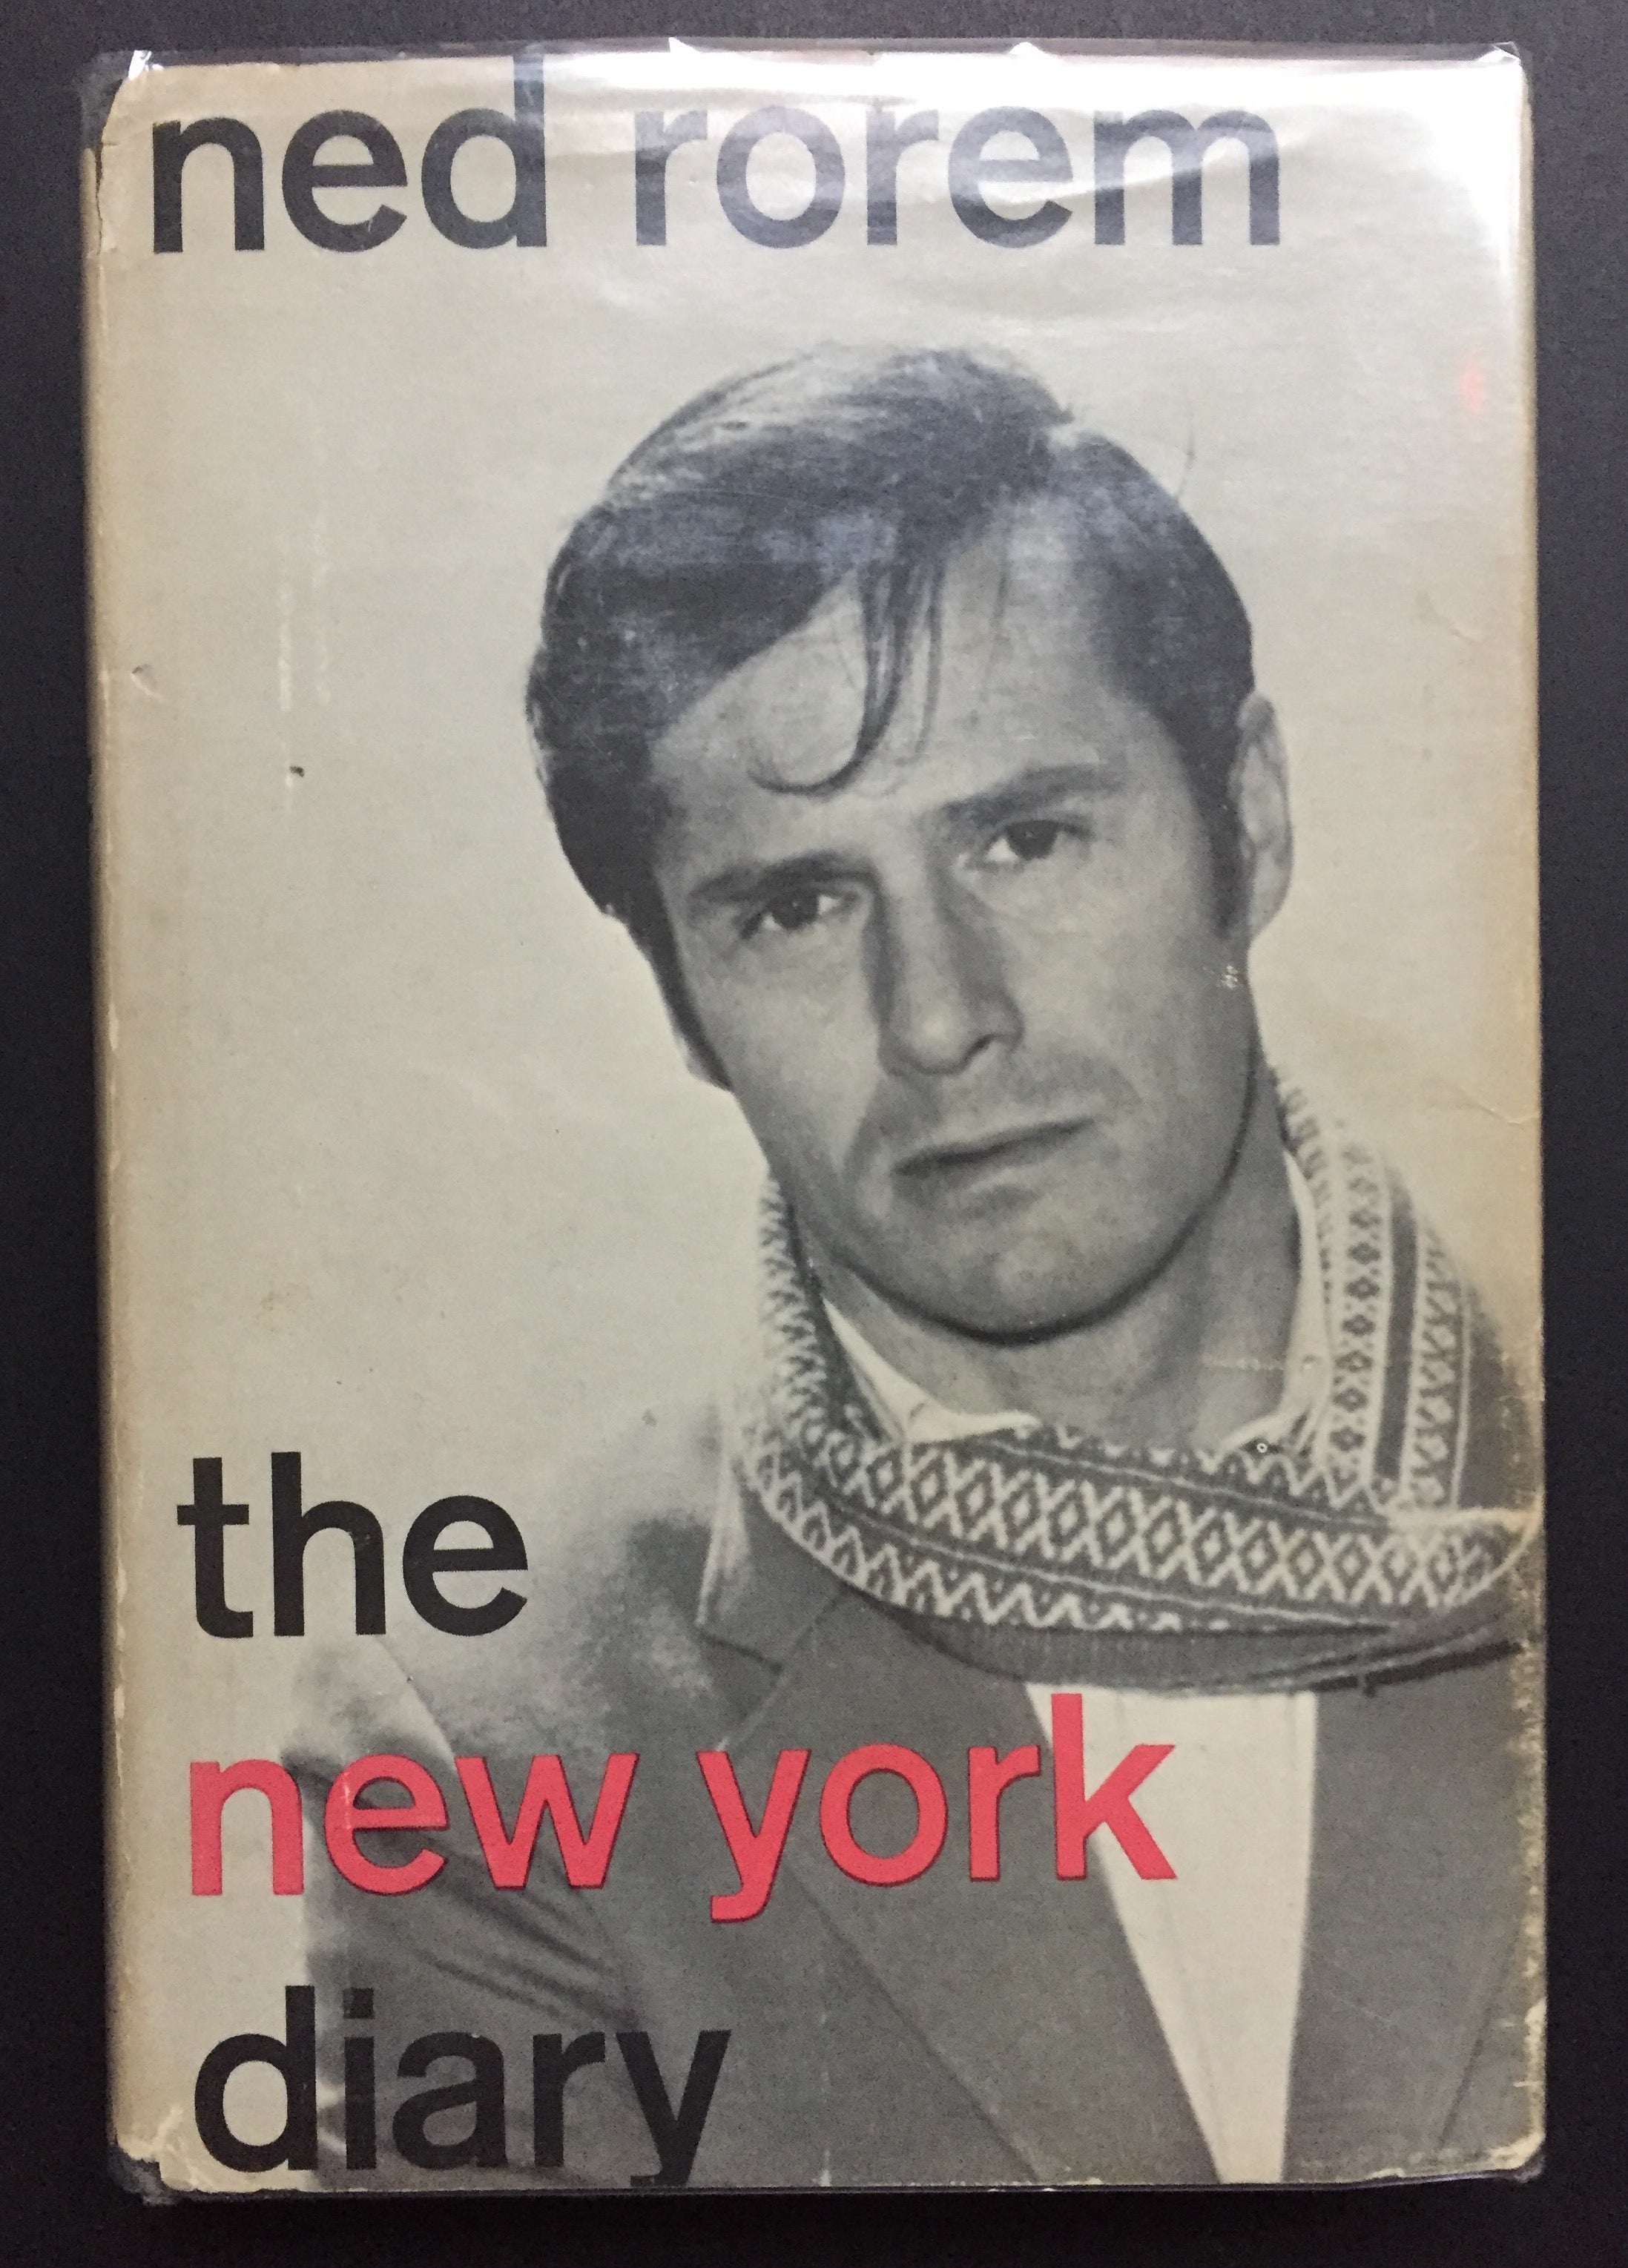 ned rorem
the
new york
diary